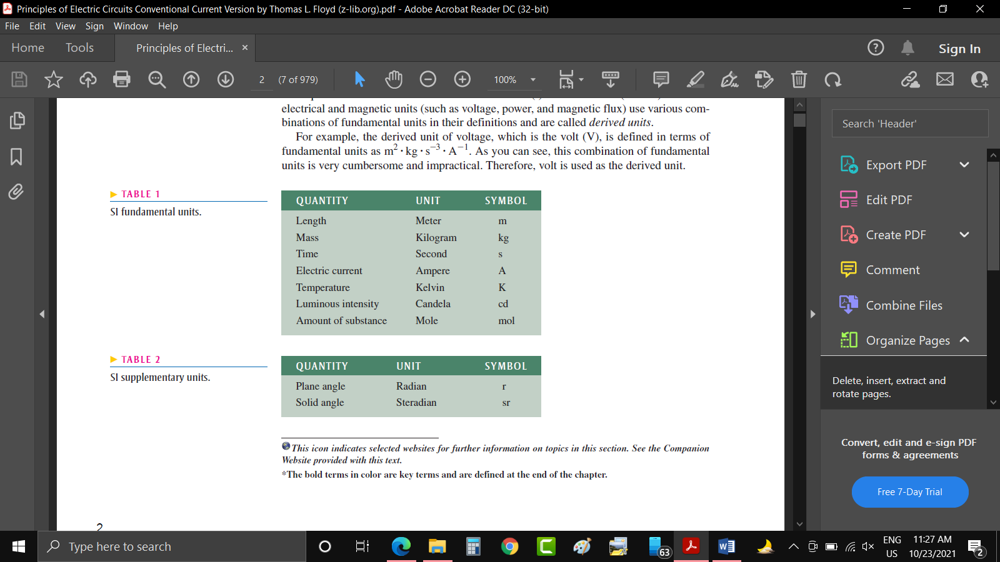 Principles of Electric Circuits Conventional Current Version by Thomas L. Floyd (z-lib.org).pdf - Adobe Acrobat Reader DC (32-bit)
File Edit View Sign Window Help
Home Tools Principles of Electri... × Sign In
2 (7 of 979) 100%
electrical and magnetic units (such as voltage, power, and magnetic flux) use various com-
binations of fundamental units in their definitions and are called derived units.
For example, the derived unit of voltage, which is the volt (V), is defined in terms of
fundamental units as m² · kg · s⁻³ · A⁻¹. As you can see, this combination of fundamental
units is very cumbersome and impractical. Therefore, volt is used as the derived unit.
► TABLE 1
SI fundamental units.
QUANTITY UNIT SYMBOL
Length Meter m
Mass Kilogram kg
Time Second s
Electric current Ampere A
Temperature Kelvin K
Luminous intensity Candela cd
Amount of substance Mole mol
► TABLE 2
SI supplementary units.
QUANTITY UNIT SYMBOL
Plane angle Radian r
Solid angle Steradian sr
This icon indicates selected websites for further information on topics in this section. See the Companion
Website provided with this text.
*The bold terms in color are key terms and are defined at the end of the chapter.
2
Search 'Header'
Export PDF
Edit PDF
Create PDF
Comment
Combine Files
Organize Pages
Delete, insert, extract and
rotate pages.
Convert, edit and e-sign PDF
forms & agreements
Free 7-Day Trial
Type here to search
63
ENG
US
11:27 AM
10/23/2021
2